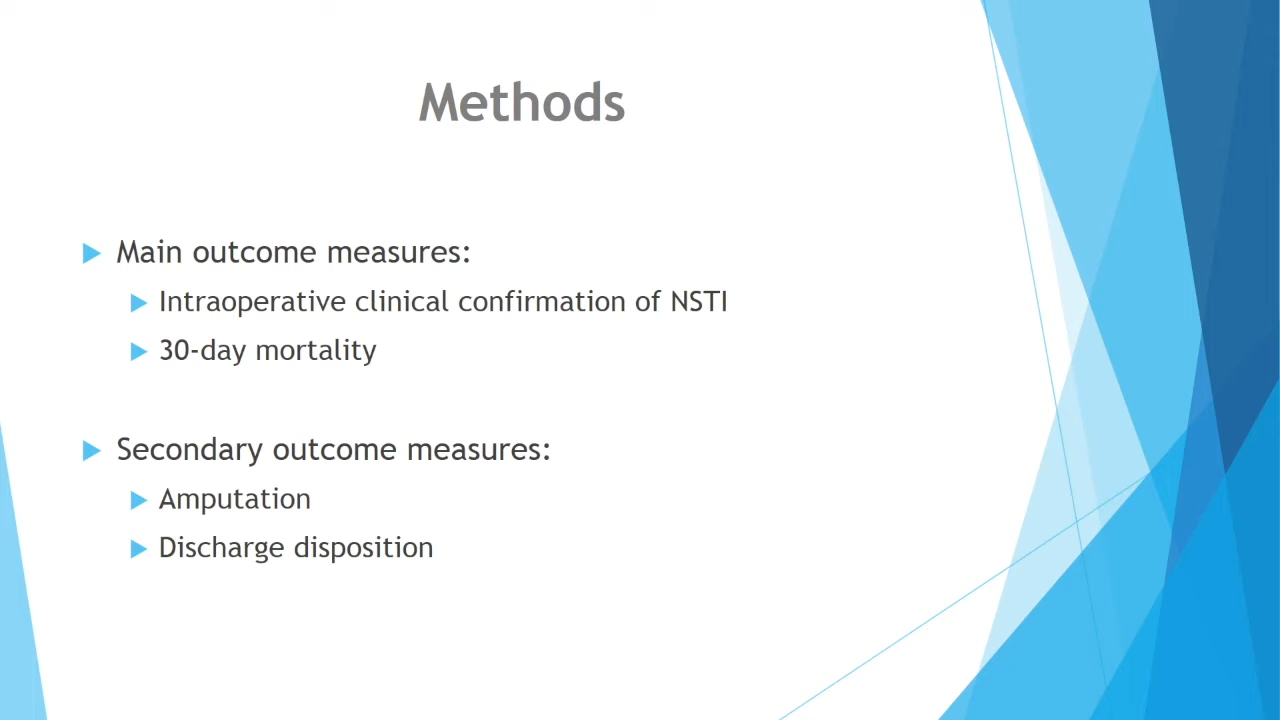 Methods
Main outcome measures:
Intraoperative clinical confirmation of NSTI
30-day mortality
Secondary outcome measures:
Amputation
Discharge disposition